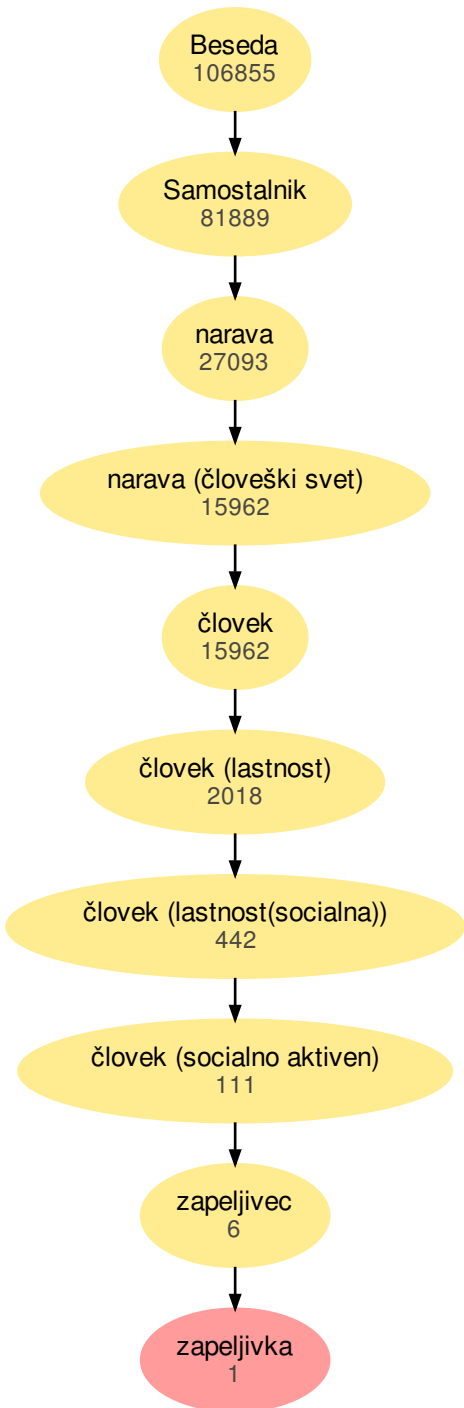 Beseda
106855
Samostalnik
81889
narava
27093
narava (človeški svet)
15962
človek
15962
človek (lastnost)
2018
človek (lastnost(socialna))
442
človek (socialno aktiven)
111
zapeljivec
6
zapeljivka
1